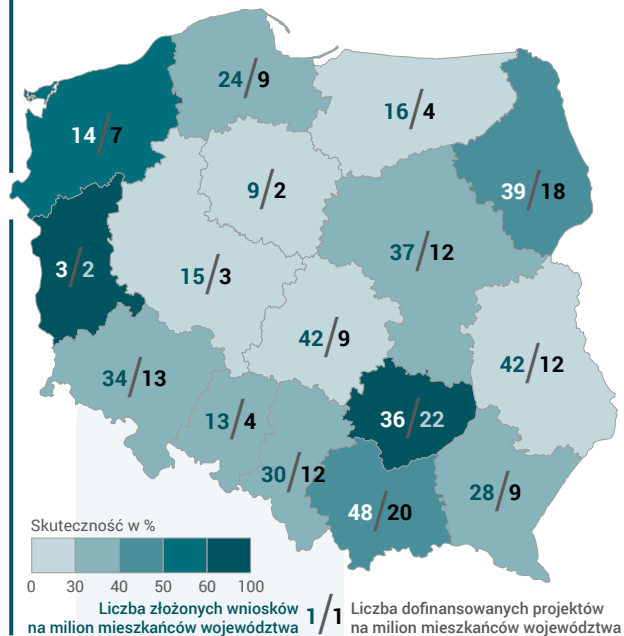 24/9
16/4
14/7
9/2
39/18
37/12
3/2
15/3
42/9
42/12
34/13
13/4
36/22
30/12
28/9
48/20
Skuteczność w %
0 30 40 50 60 100
Liczba złożonych wniosków
na milion mieszkańców województwa
1/1
Liczba dofinansowanych projektów
na milion mieszkańców województwa